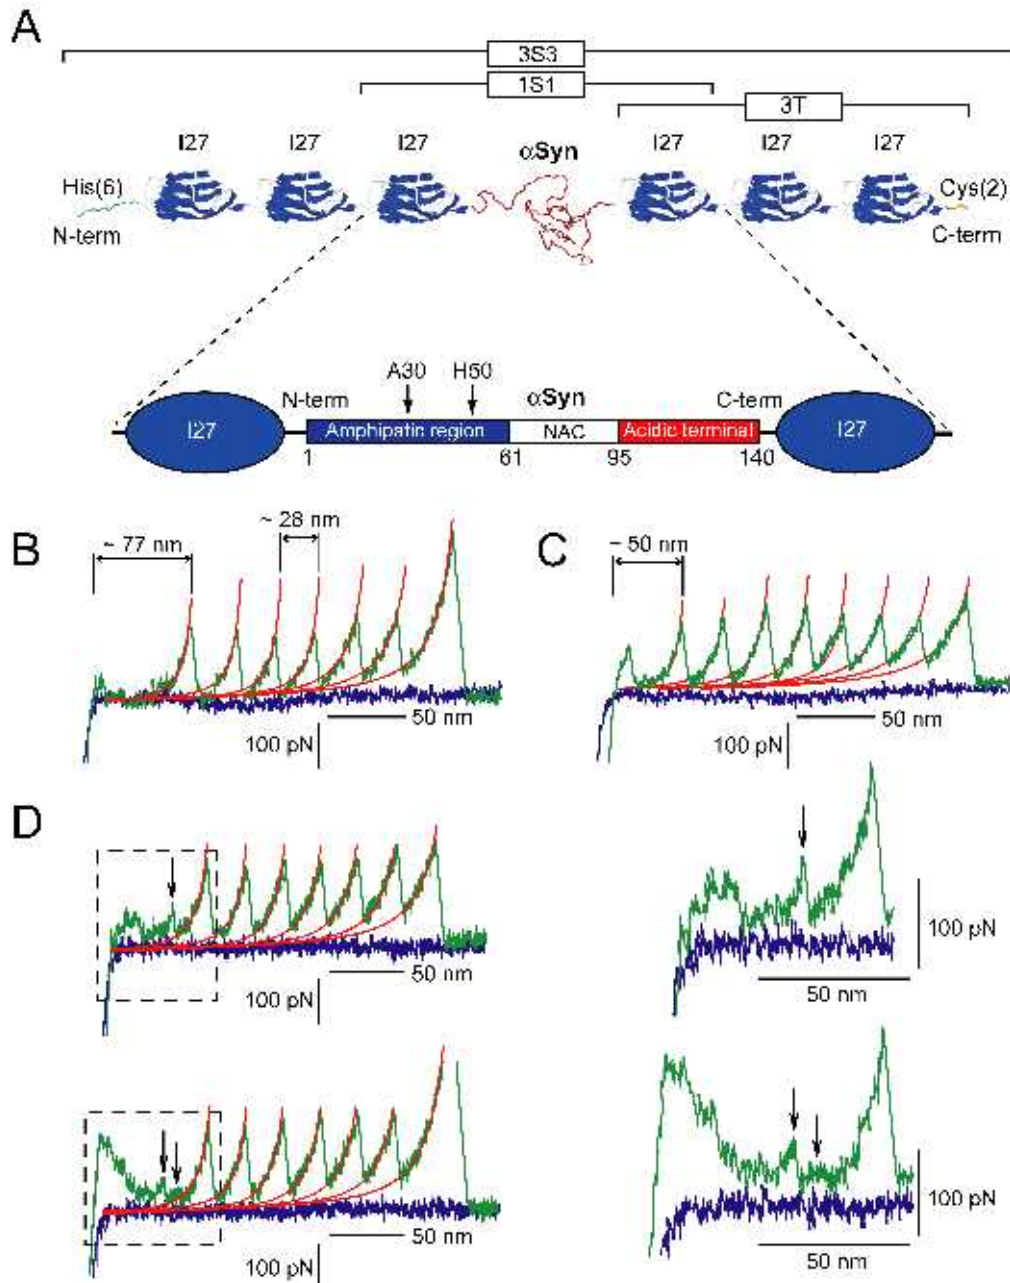 A
3S3
1S1
3T
I27 I27 I27 αSyn I27 I27 I27
His(6) Cys(2)
N-term C-term
A30 H50
N-term αSyn C-term
I27 Amphipatic region NAC Acidic terminal I27
1 61 95 140
B
~ 77 nm
~ 28 nm
50 nm
100 pN
C
~ 50 nm
50 nm
100 pN
D
50 nm
100 pN
100 pN
50 nm
50 nm
100 pN
100 pN
50 nm